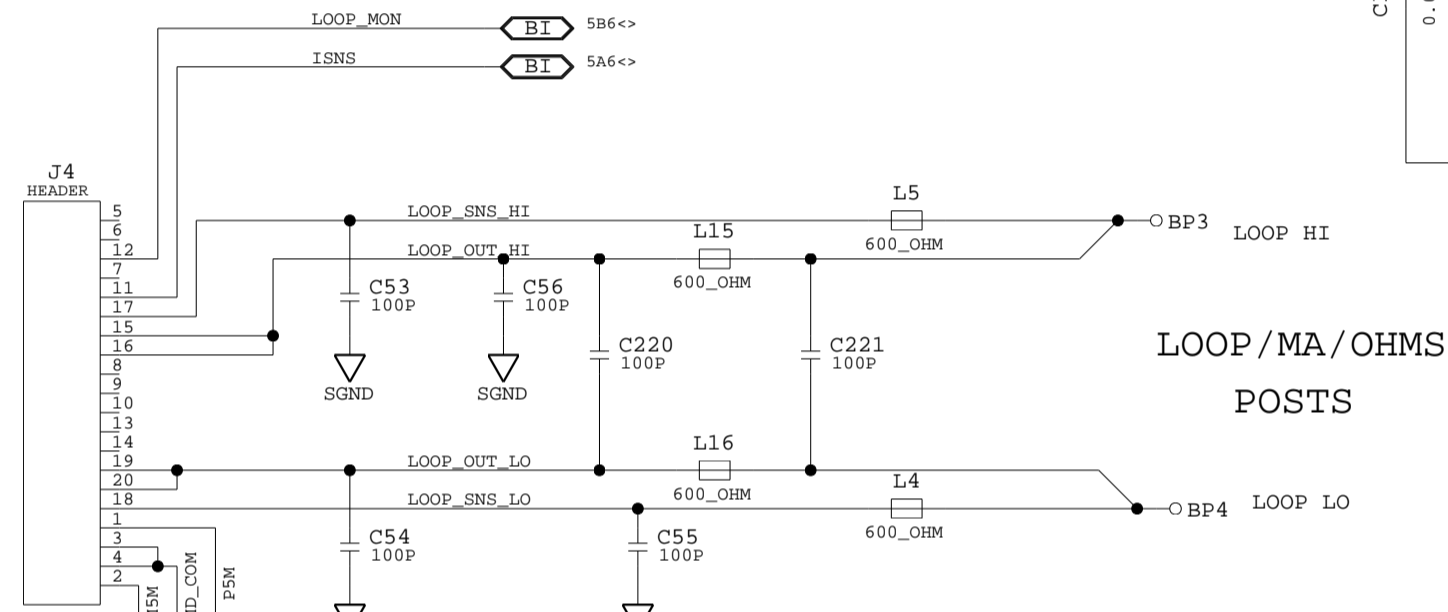 LOOP_MON
BI
5B6<>
ISNS
BI
5A6<>
J4
HEADER
5
6
12
7
11
17
15
16
8
9
10
13
14
19
20
18
1
3
4
2
LOOP_SNS_HI
L5
600_OHM
BP3
LOOP HI
LOOP_OUT_HI
L15
600_OHM
C53
100P
SGND
C56
100P
SGND
C220
100P
C221
100P
LOOP/MA/OHMS
POSTS
LOOP_OUT_LO
L16
600_OHM
LOOP_SNS_LO
L4
600_OHM
BP4
LOOP LO
C54
100P
C55
100P
P5M